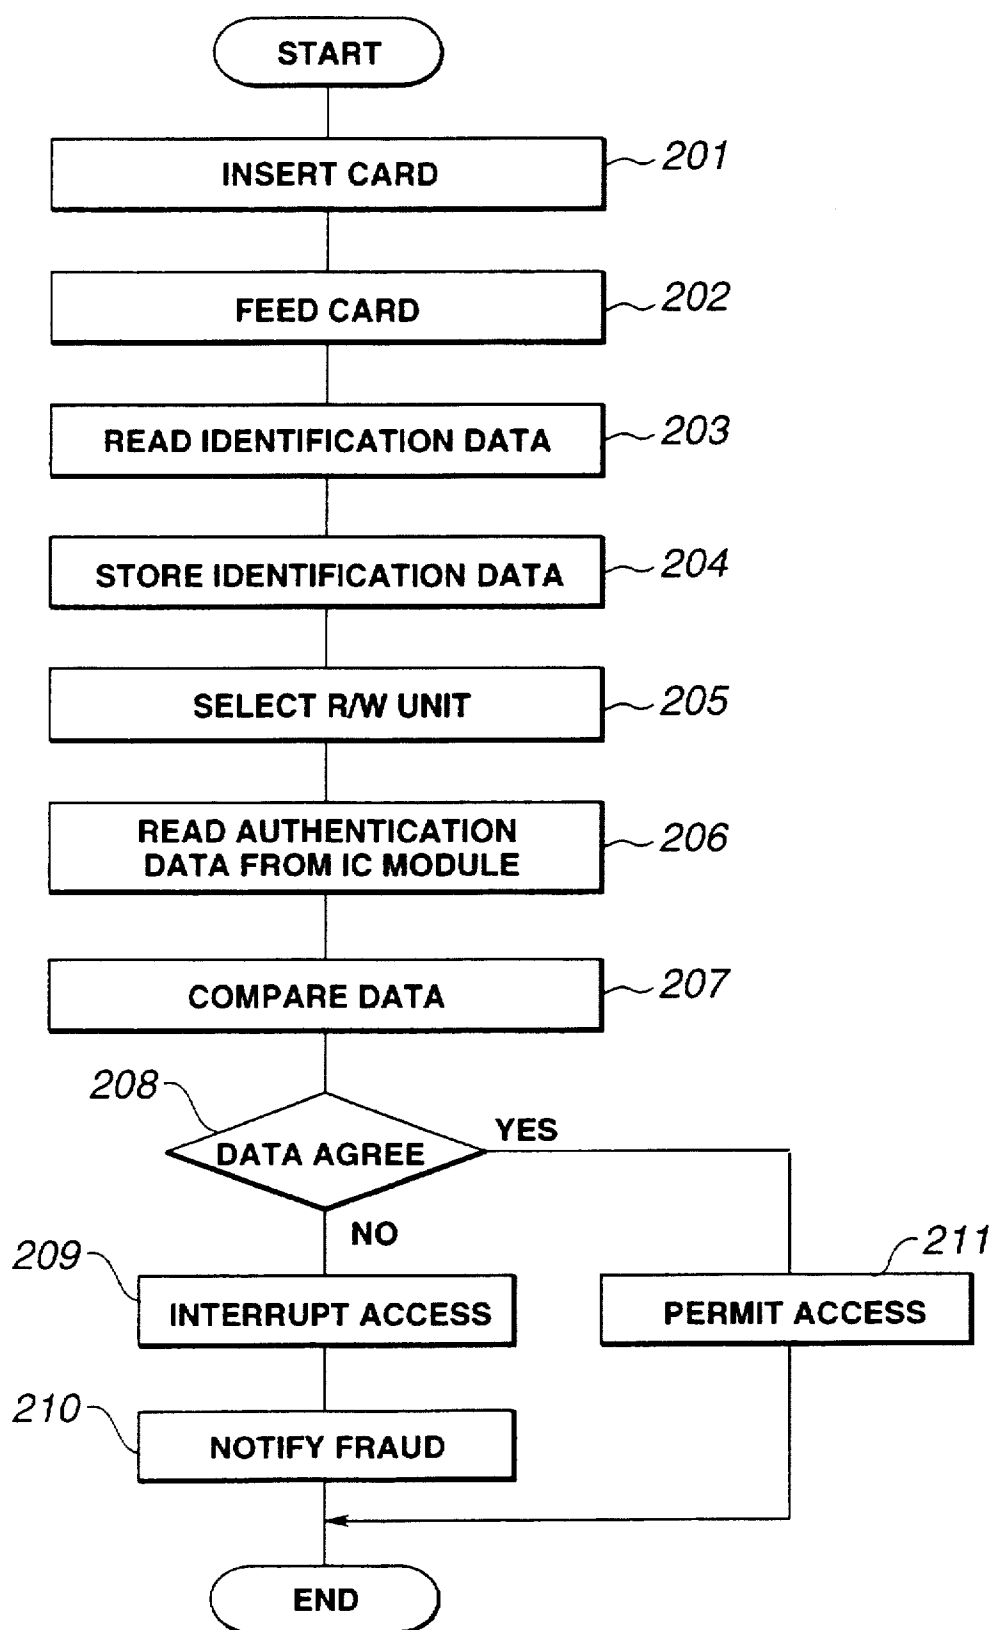 START
INSERT CARD
201
FEED CARD
202
READ IDENTIFICATION DATA
203
STORE IDENTIFICATION DATA
204
SELECT R/W UNIT
205
READ AUTHENTICATION
DATA FROM IC MODULE
206
COMPARE DATA
207
208
DATA AGREE
YES
NO
209
INTERRUPT ACCESS
211
PERMIT ACCESS
210
NOTIFY FRAUD
END